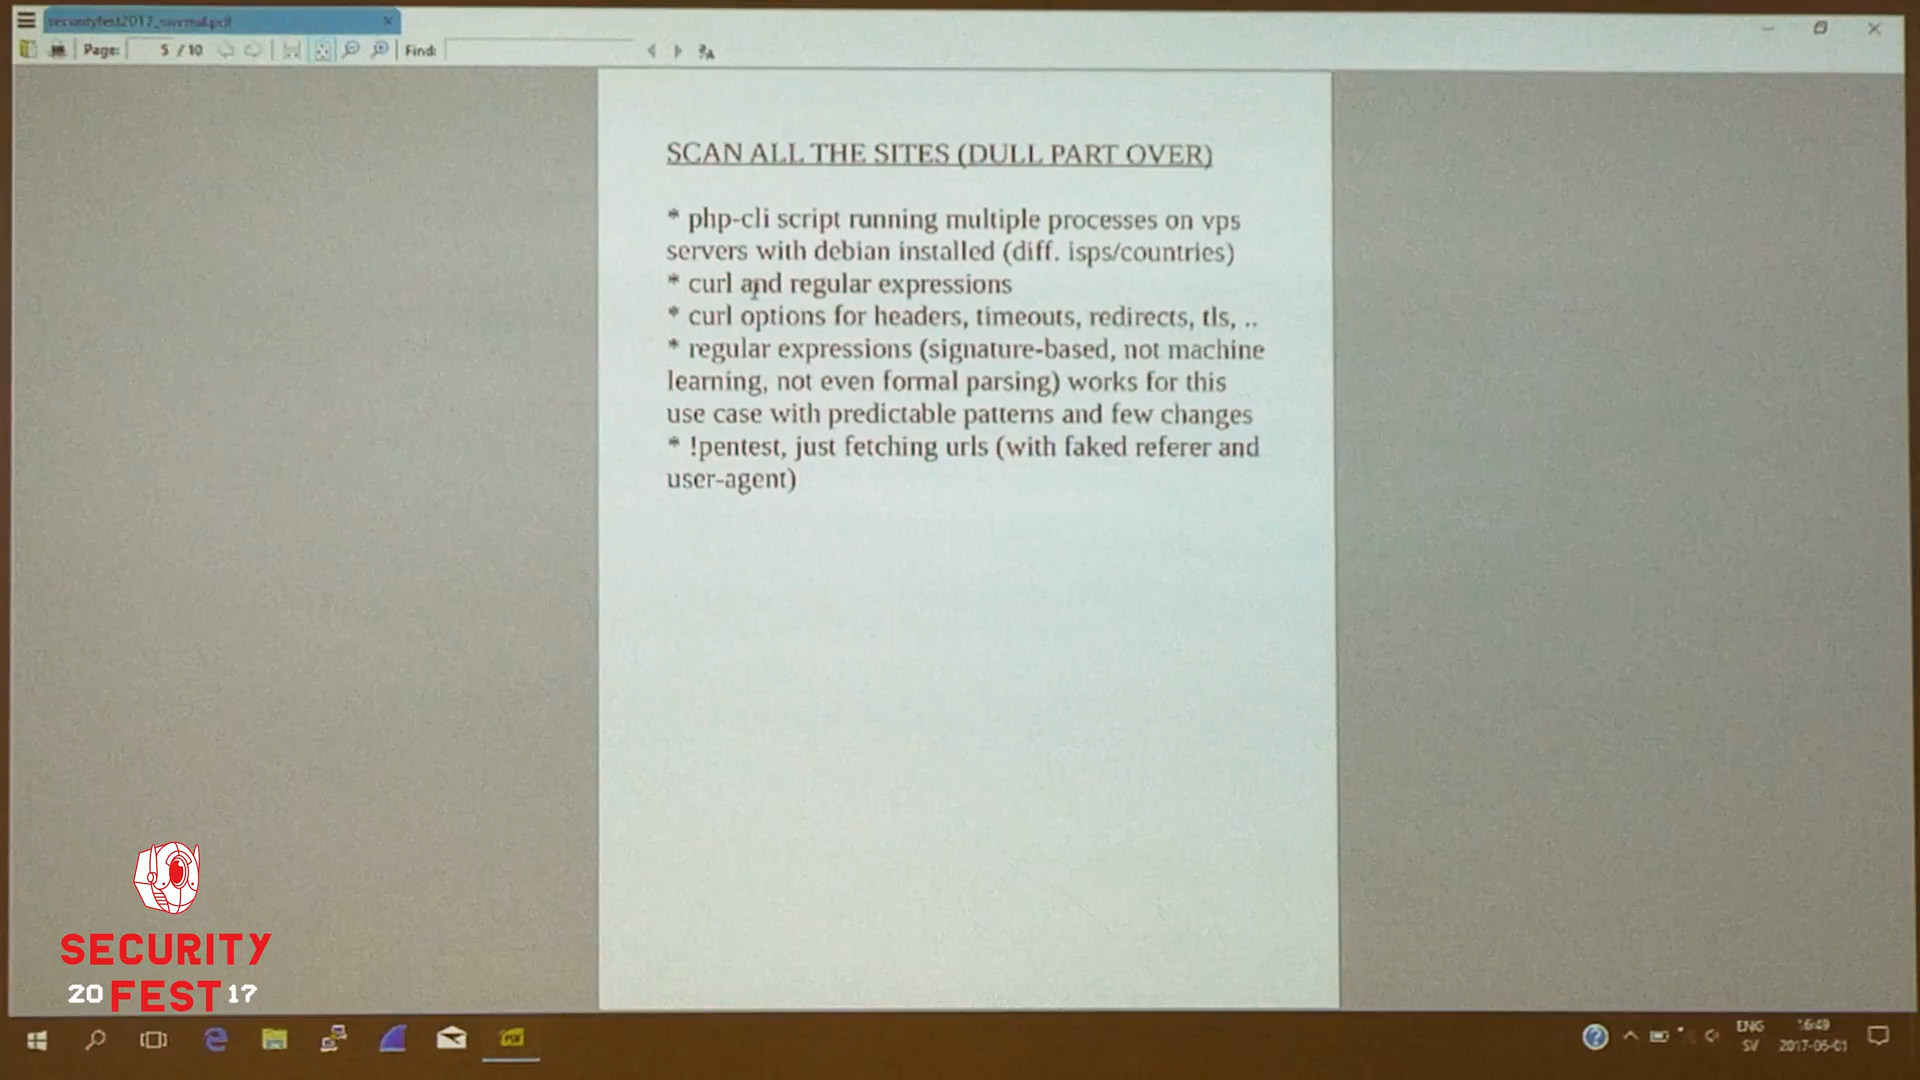 Page: 5 / 10 Find:
SCAN ALL THE SITES (DULL PART OVER)
* php-cli script running multiple processes on vps
servers with debian installed (diff. isps/countries)
* curl and regular expressions
* curl options for headers, timeouts, redirects, tls, ..
* regular expressions (signature-based, not machine
learning, not even formal parsing) works for this
use case with predictable patterns and few changes
* !pentest, just fetching urls (with faked referer and
user-agent)
SECURITY
20 FEST 17
PDF
ENG
SV
16:49